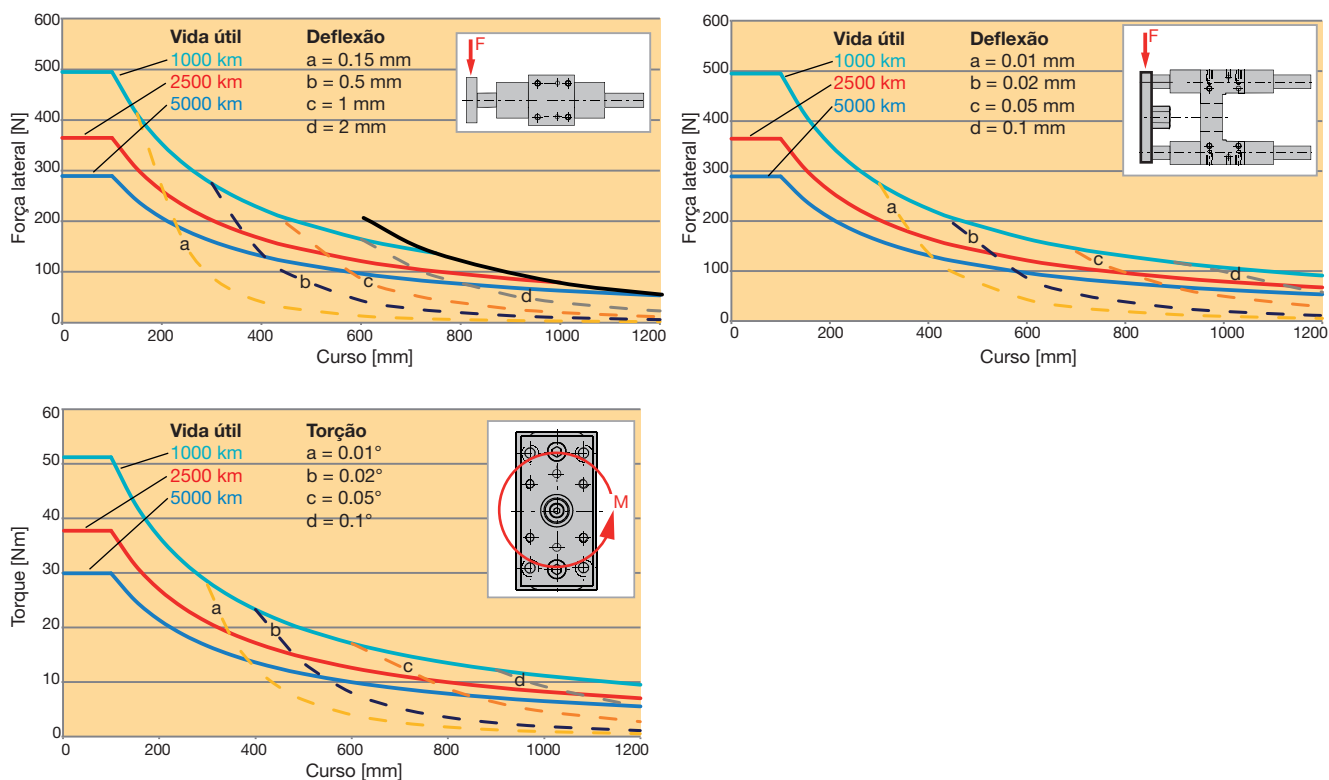 Vida útil Deflexão
1000 km a = 0.15 mm
2500 km b = 0.5 mm
5000 km c = 1 mm
d = 2 mm
F
Força lateral [N]
600
500
400
300
200
100
0
a
b
c
d
0 200 400 600 800 1000 1200
Curso [mm]
Vida útil Deflexão
1000 km a = 0.01 mm
2500 km b = 0.02 mm
5000 km c = 0.05 mm
d = 0.1 mm
F
Força lateral [N]
600
500
400
300
200
100
0
a
b
c
d
0 200 400 600 800 1000 1200
Curso [mm]
Vida útil Torção
1000 km a = 0.01°
2500 km b = 0.02°
5000 km c = 0.05°
d = 0.1°
M
Torque [Nm]
60
50
40
30
20
10
0
a
b
c
d
0 200 400 600 800 1000 1200
Curso [mm]